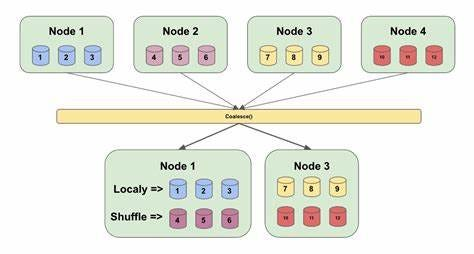 Node 1
Node 2
Node 3
Node 4
1 2 3
4 5 6
7 8 9
10 11 12
Coalesce()
Node 1
Node 3
Localy => 1 2 3
7 8 9
Shuffle => 4 5 6
10 11 12